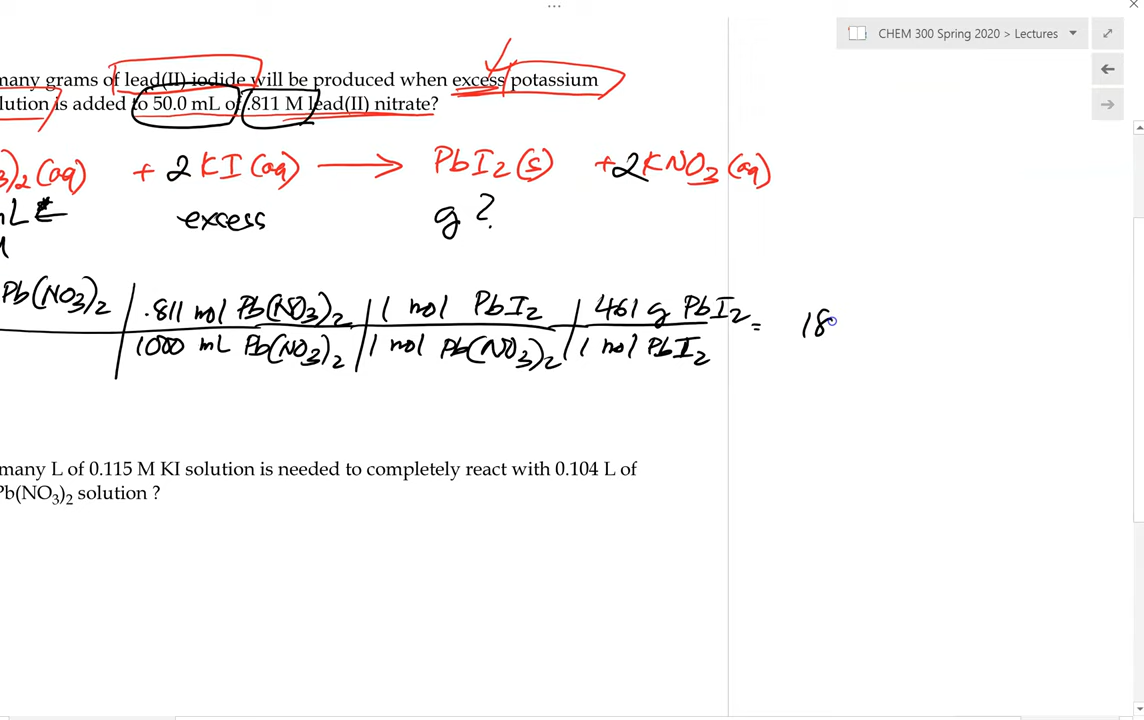 CHEM 300 Spring 2020 > Lectures
many grams of lead(II) iodide will be produced when excess potassium
lution is added to 50.0 mL of .811 M lead(II) nitrate?
3)2(aq) + 2 KI(aq) → PbI2(s) + 2KNO3(aq)
mL excess g?
M
Pb(NO3)2 | .811 mol Pb(NO3)2 | 1 mol PbI2 | 461 g PbI2 = 18
1000 mL Pb(NO3)2 | 1 mol Pb(NO3)2 | 1 mol PbI2
many L of 0.115 M KI solution is needed to completely react with 0.104 L of
Pb(NO3)2 solution ?